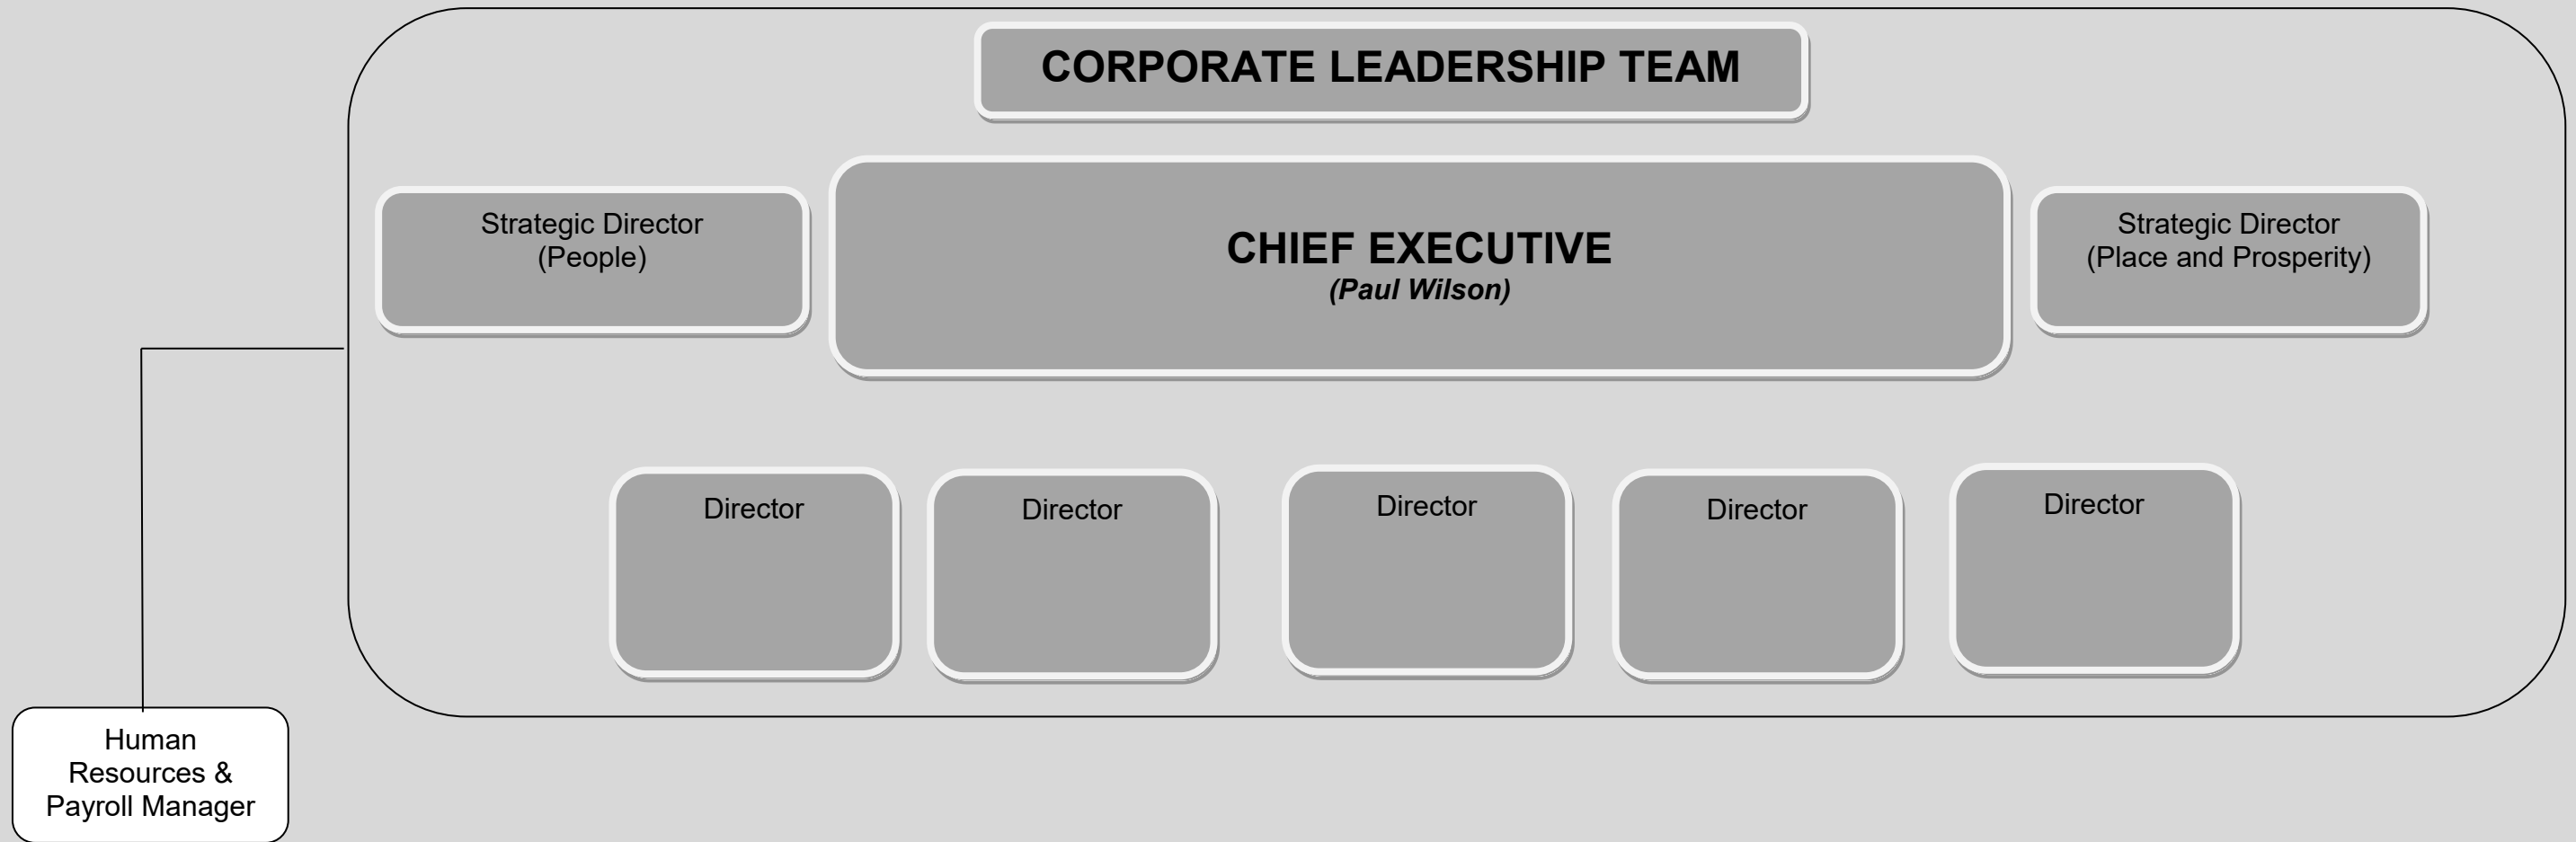 CORPORATE LEADERSHIP TEAM
Strategic Director
(People)
CHIEF EXECUTIVE
(Paul Wilson)
Strategic Director
(Place and Prosperity)
Director
Director
Director
Director
Director
Human
Resources &
Payroll Manager